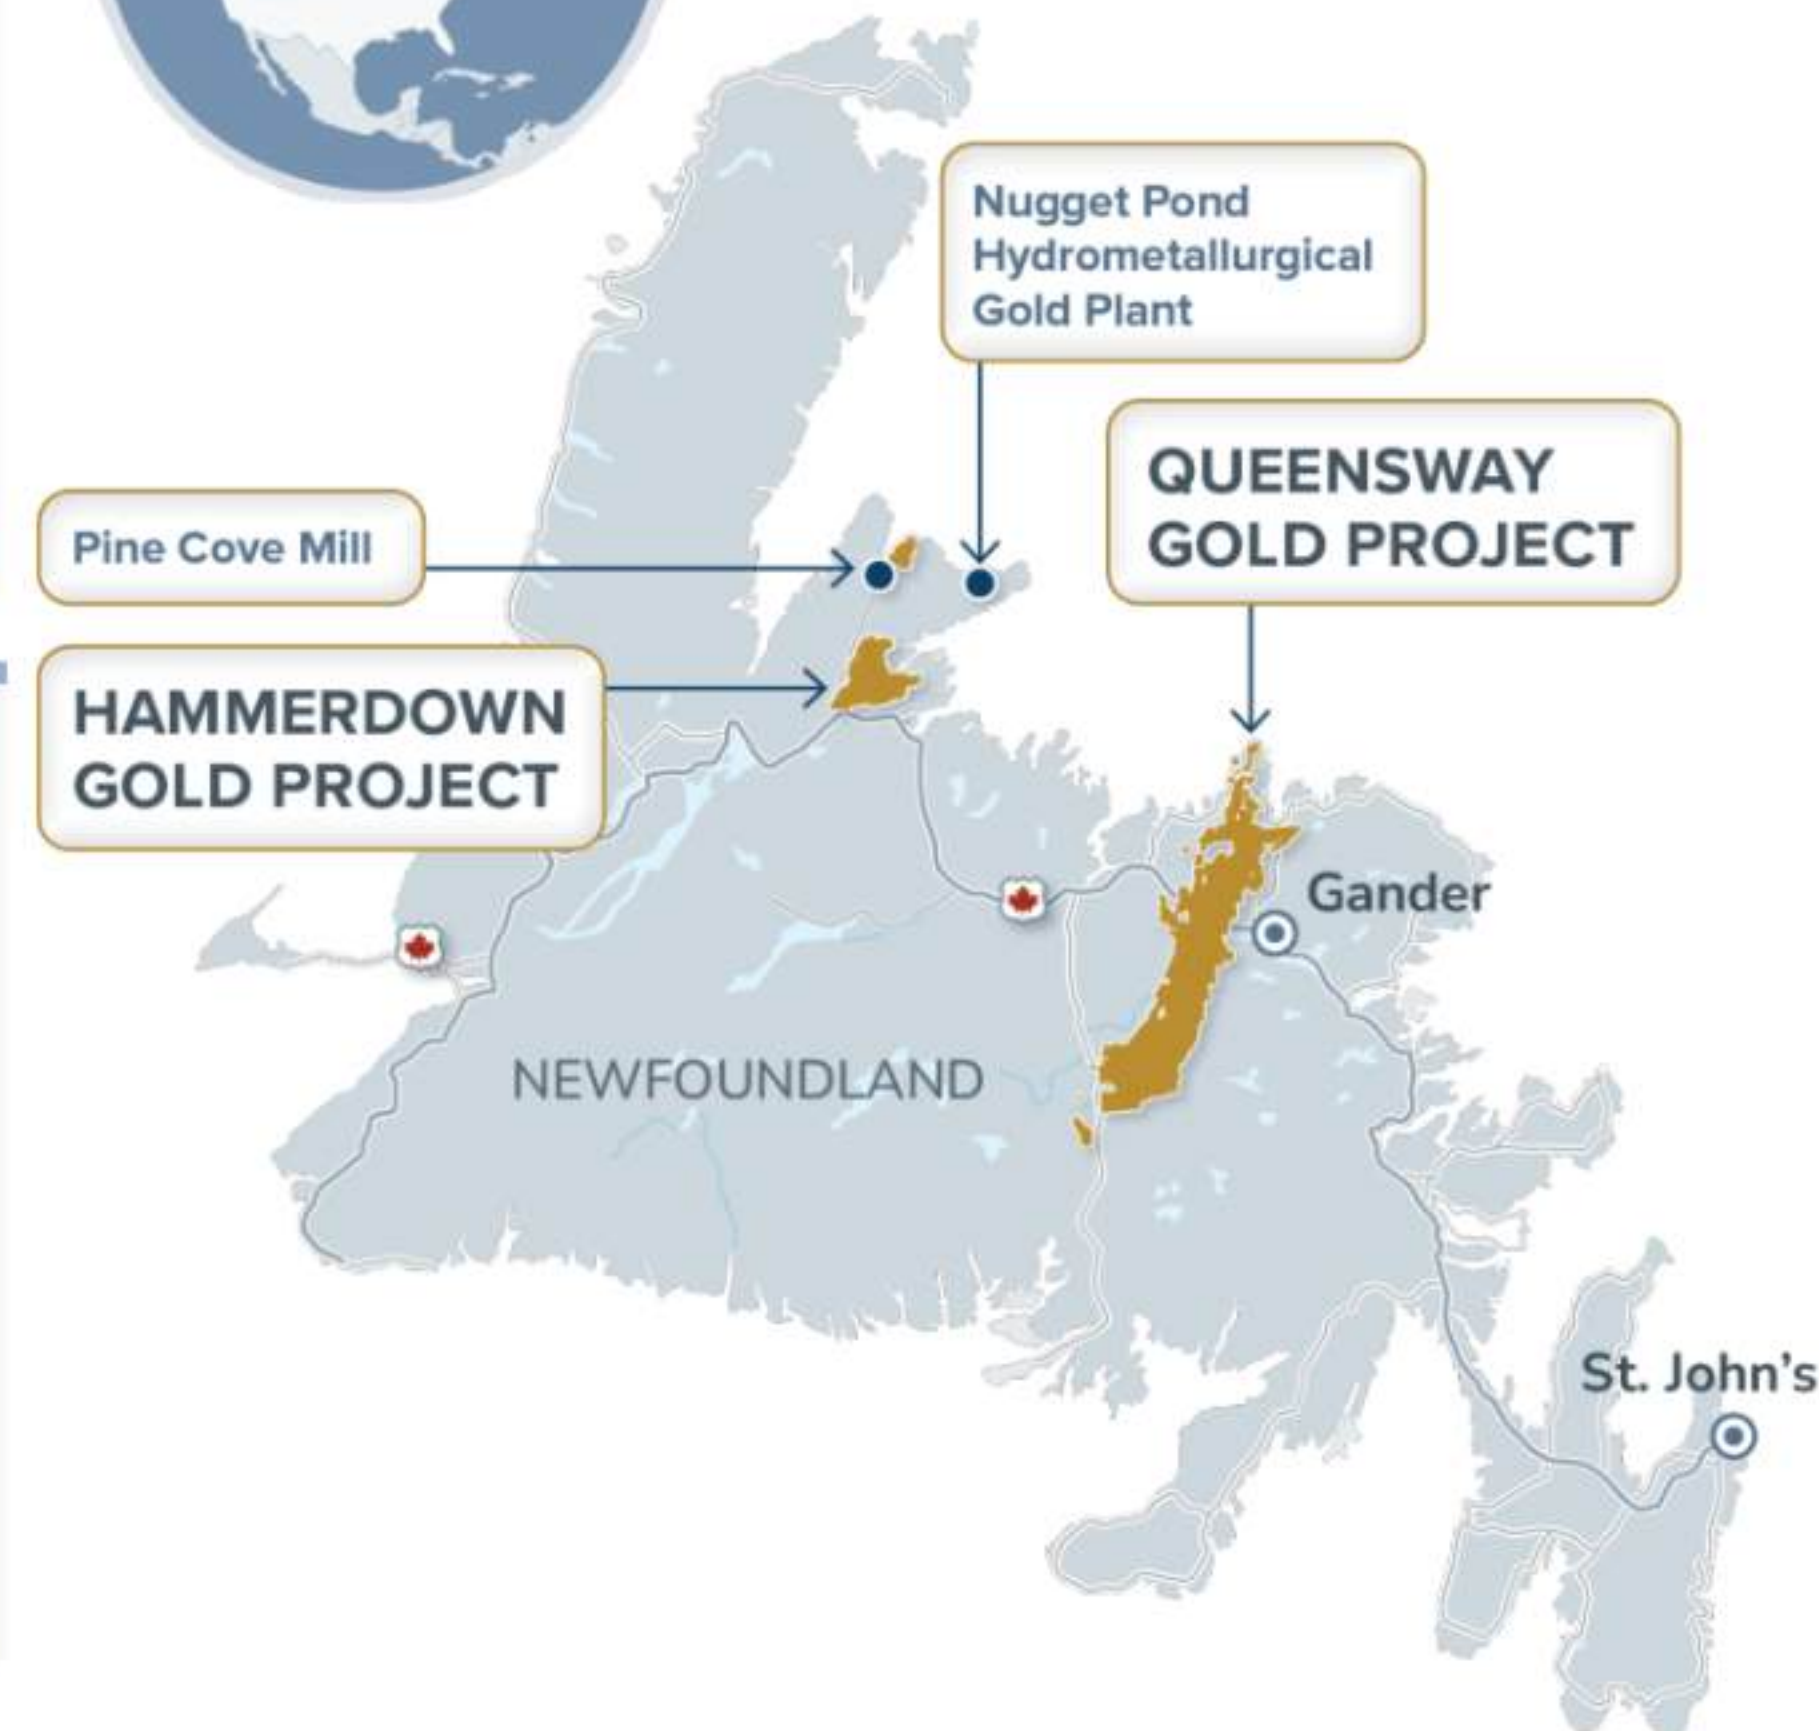 Nugget Pond
Hydrometallurgical
Gold Plant
QUEENSWAY
GOLD PROJECT
Pine Cove Mill
HAMMERDOWN
GOLD PROJECT
Gander
NEWFOUNDLAND
St. John's